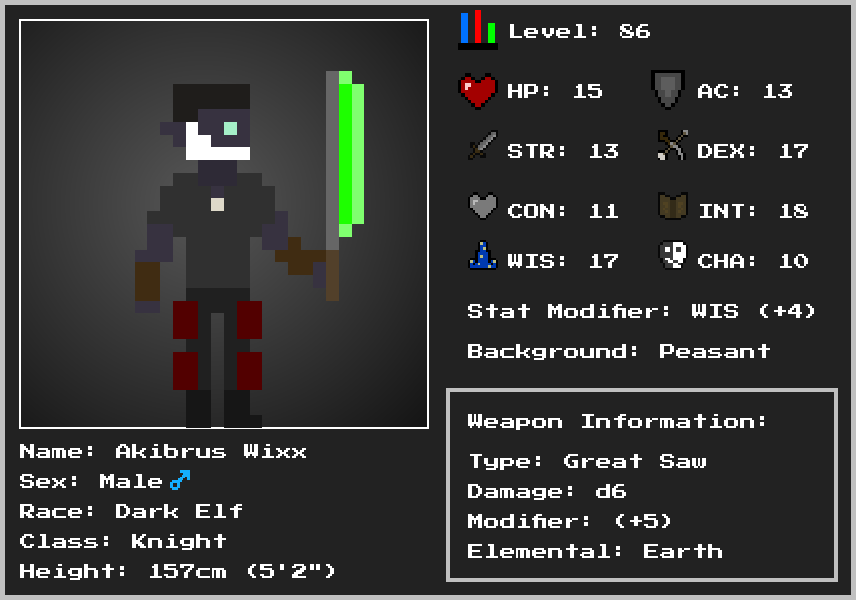 Level: 86
HP: 15
AC: 13
STR: 13
DEX: 17
CON: 11
INT: 18
WIS: 17
CHA: 10
Stat Modifier: WIS (+4)
Background: Peasant
Weapon Information:
Type: Great Saw
Damage: d6
Modifier: (+5)
Elemental: Earth
Name: Akibrus Wixx
Sex: Male♂
Race: Dark Elf
Class: Knight
Height: 157cm (5'2")